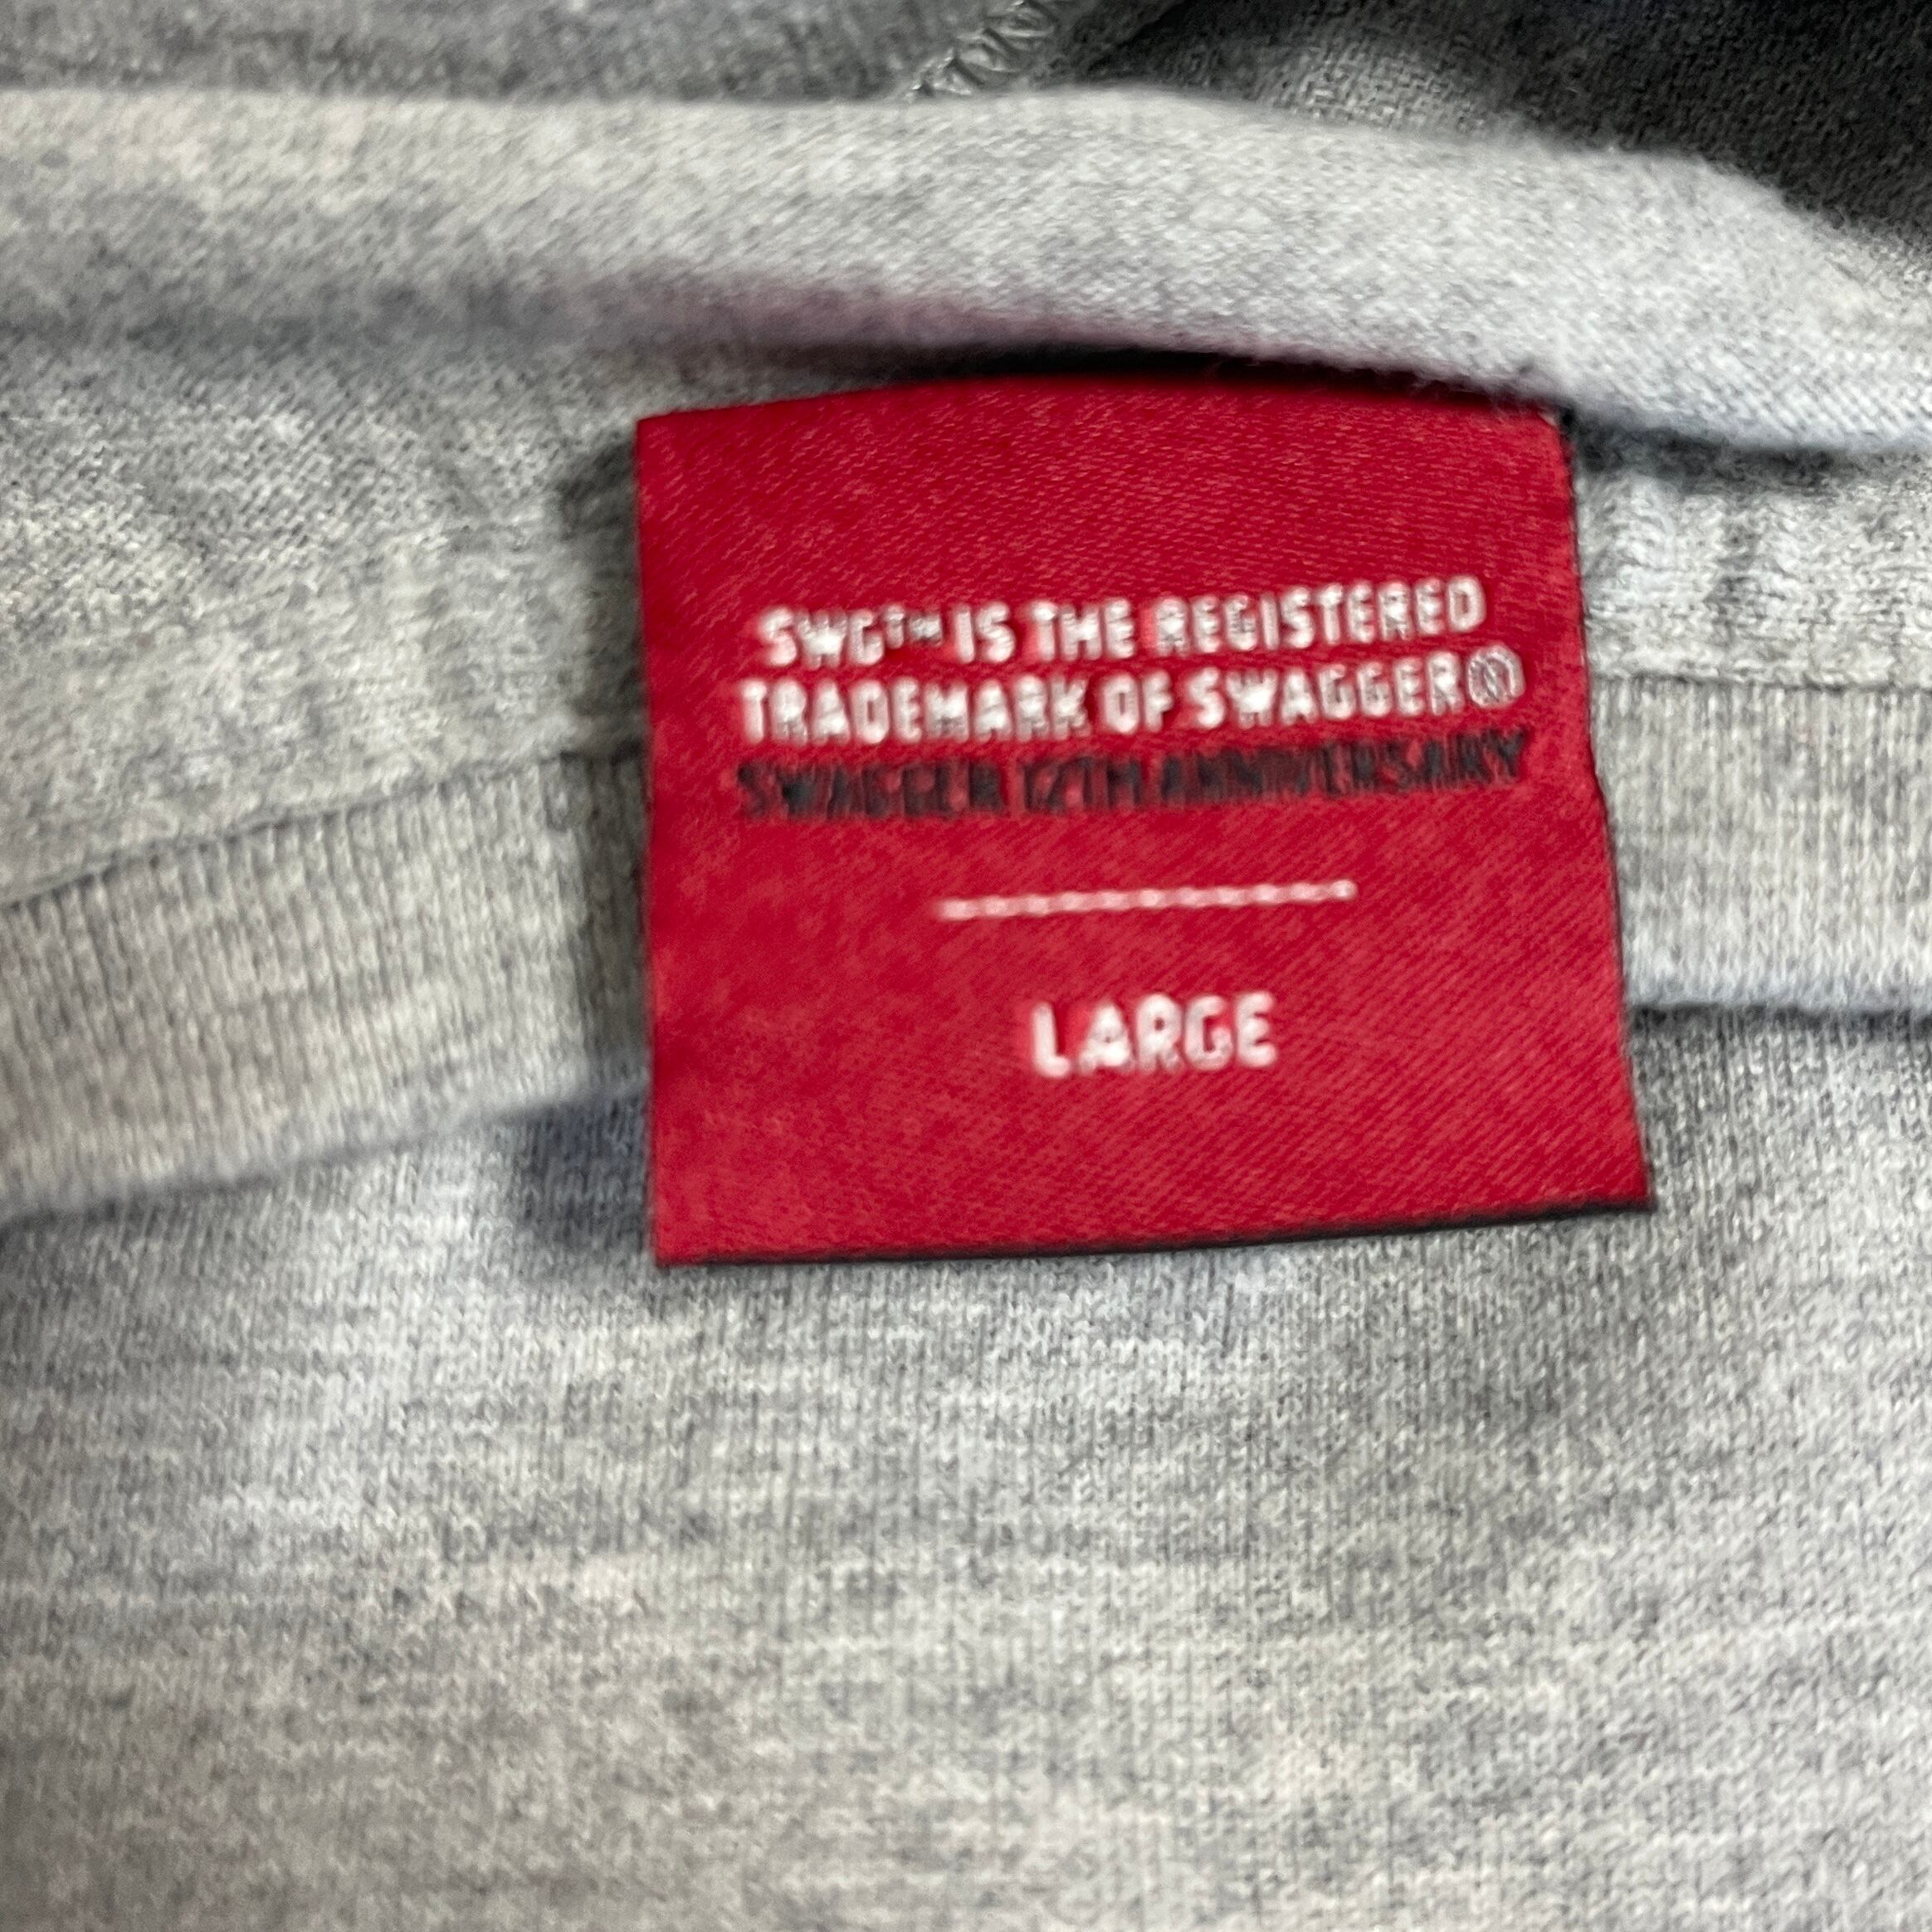 SWG™ IS THE REGISTERED
TRADEMARK OF SWAGGER®
SWAGGER 12TH ANNIVERSARY
LARGE